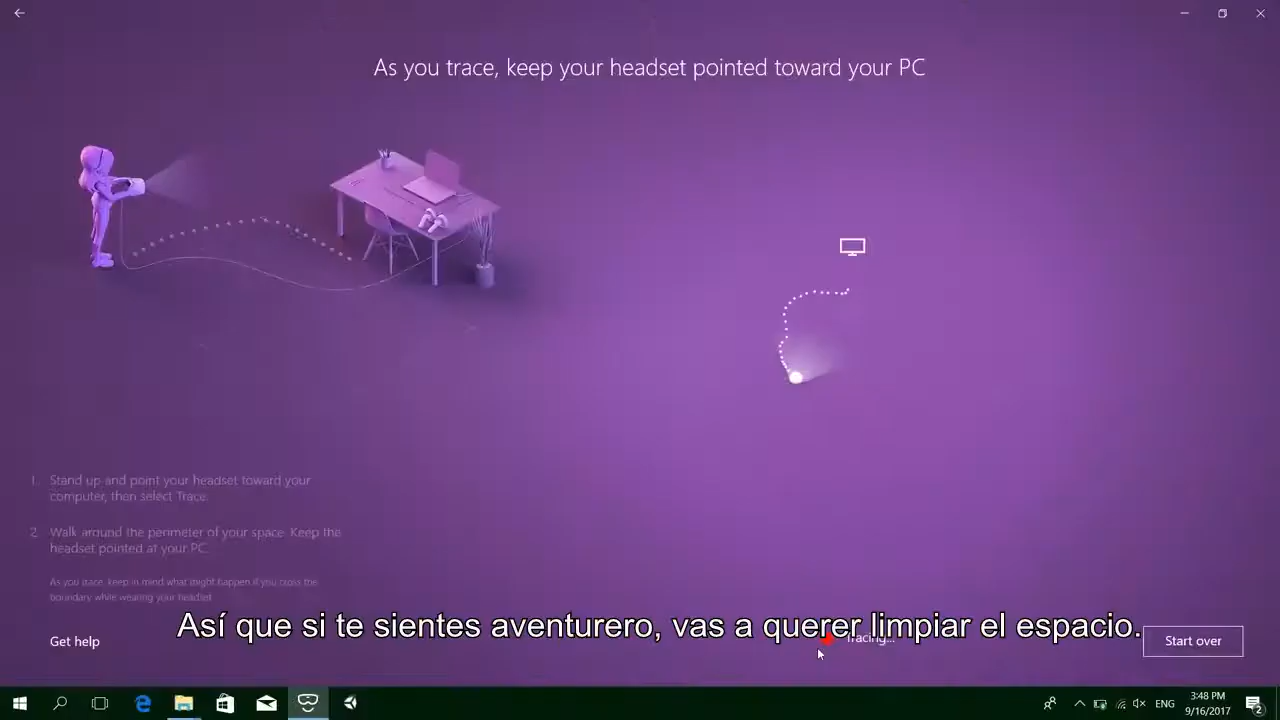 As you trace, keep your headset pointed toward your PC
1. Stand up and point your headset toward your
computer, then select Trace.
2. Walk around the perimeter of your space. Keep the
headset pointed at your PC.
As you trace, keep in mind what might happen if you cross the
boundary while wearing your headset
Así que si te sientes aventurero, vas a querer limpiar el espacio.
Get help
Tracing...
Start over
ENG
3:48 PM
9/16/2017
2